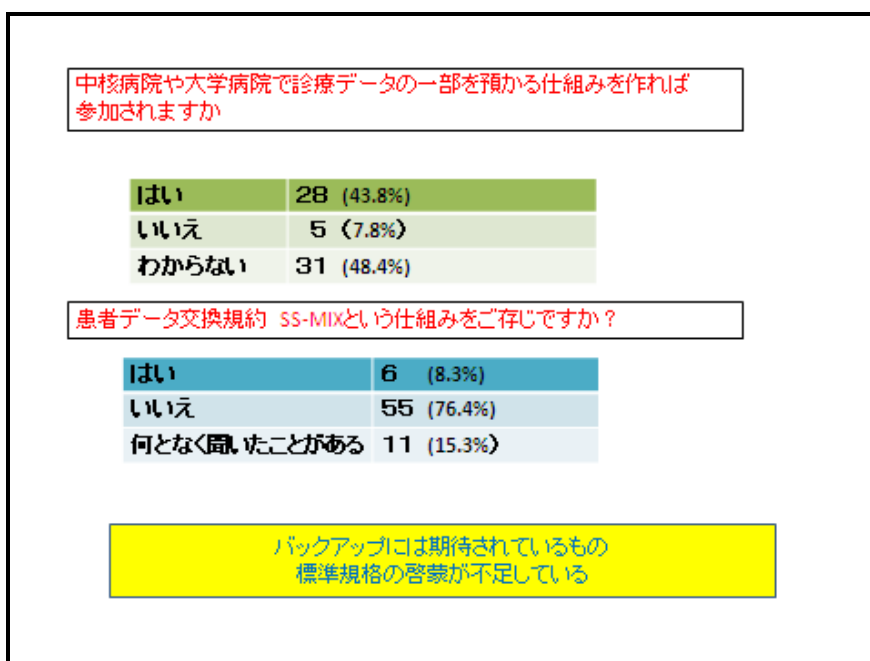 中核病院や大学病院で診療データの一部を預かる仕組みを作れば
参加されますか
はい 28 (43.8%)
いいえ 5 (7.8%)
わからない 31 (48.4%)
患者データ交換規約 SS-MIXという仕組みをご存じですか？
はい 6 (8.3%)
いいえ 55 (76.4%)
何となく聞いたことがある 11 (15.3%)
バックアップには期待されているもの
標準規格の啓蒙が不足している